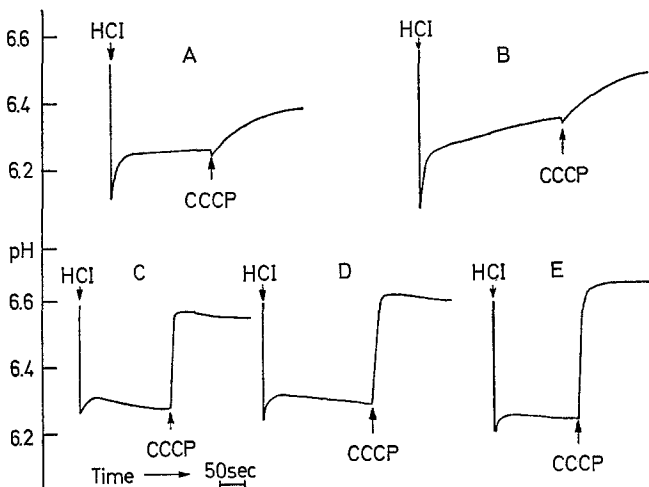 6.6
6.4
6.2
pH
6.6
6.4
6.2
HCl
A
CCCP
HCl
B
CCCP
HCl
C
CCCP
HCl
D
CCCP
HCl
E
CCCP
Time
50sec